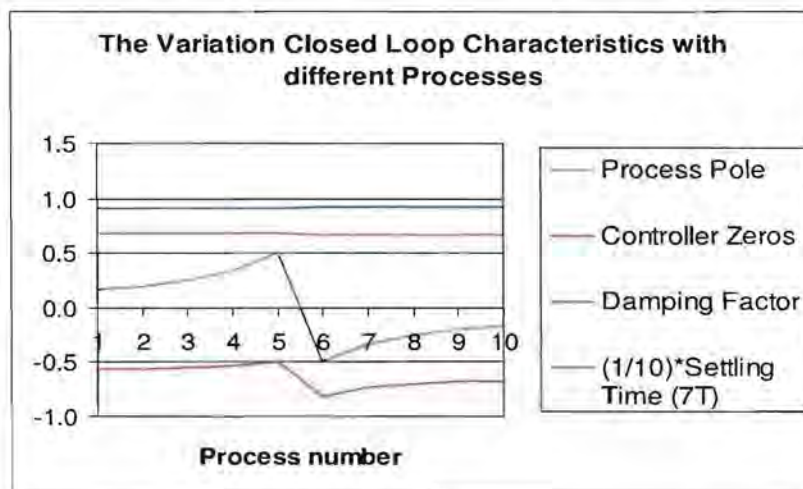 The Variation Closed Loop Characteristics with
different Processes
1.5
1.0
0.5
0.0
1 2 3 4 5 6 7 8 9 10
-0.5
-1.0
Process number
Process Pole
Controller Zeros
Damping Factor
(1/10)*Settling
Time (7T)